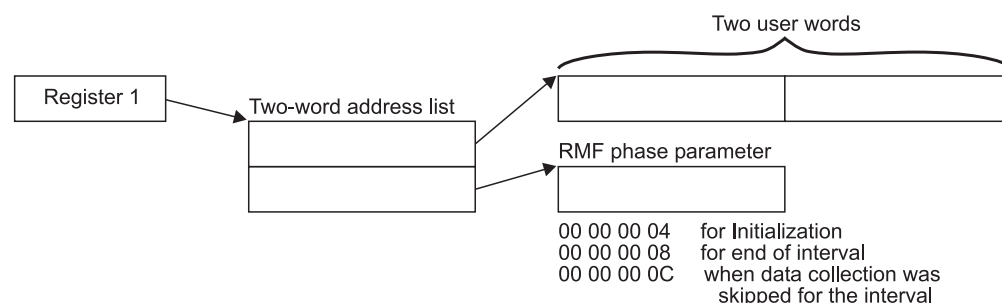 Two user words
Register 1
Two-word address list
RMF phase parameter
00 00 00 04 for Initialization
00 00 00 08 for end of interval
00 00 00 0C when data collection was
skipped for the interval